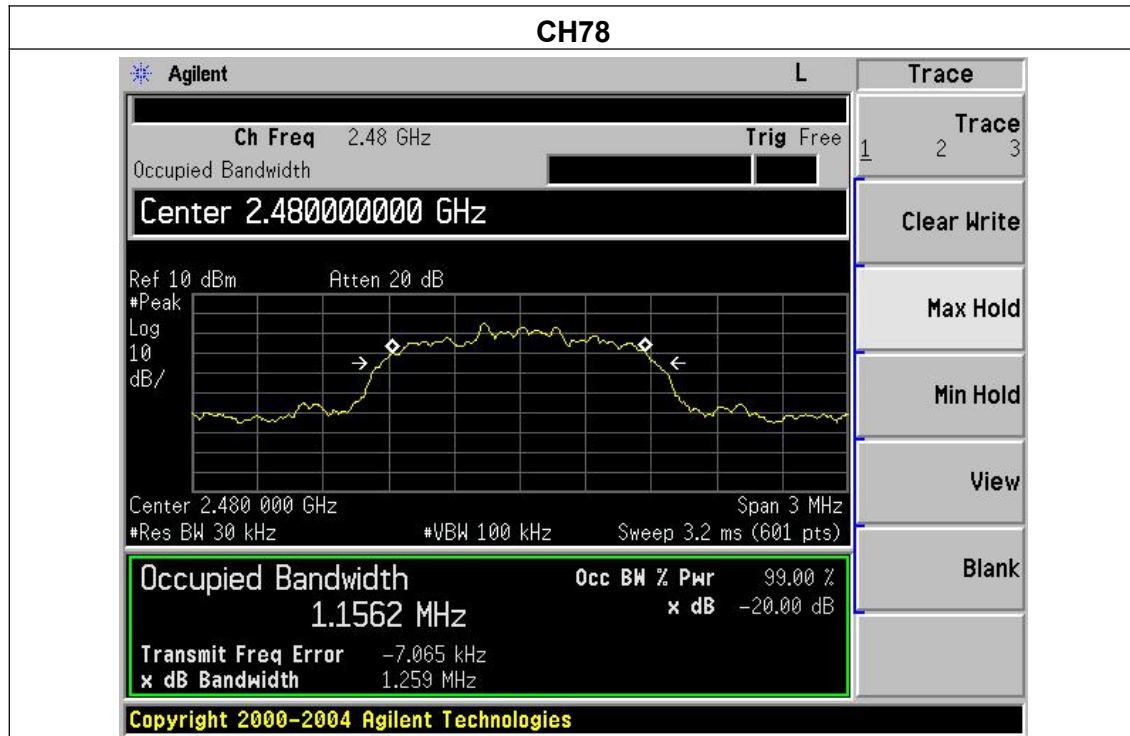 CH78
Agilent L Trace
Ch Freq 2.48 GHz Trig Free
Occupied Bandwidth
Center 2.480000000 GHz
Ref 10 dBm Atten 20 dB
#Peak
Log
10
dB/
Center 2.480 000 GHz Span 3 MHz
#Res BW 30 kHz #VBW 100 kHz Sweep 3.2 ms (601 pts)
Occupied Bandwidth Occ BW % Pwr 99.00 %
1.1562 MHz x dB -20.00 dB
Transmit Freq Error -7.065 kHz
x dB Bandwidth 1.259 MHz
Copyright 2000-2004 Agilent Technologies
Trace
1 2 3
Clear Write
Max Hold
Min Hold
View
Blank